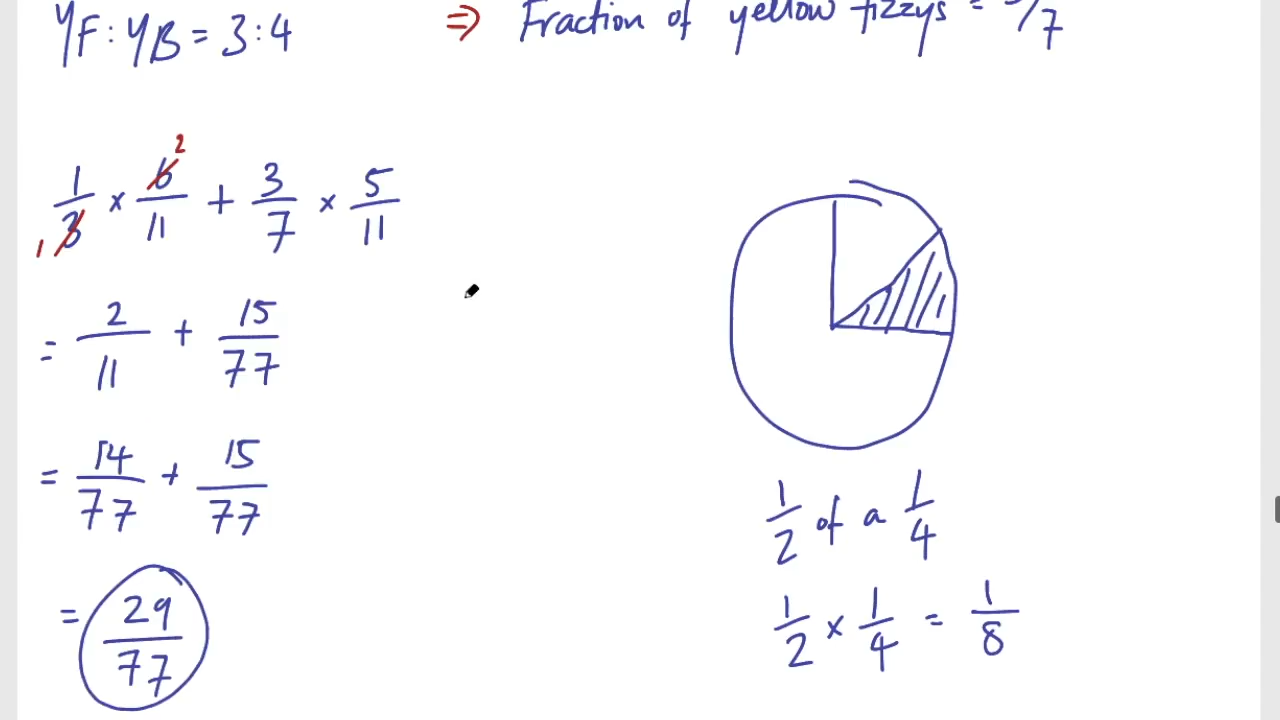 YF : YB = 3:4 ⇒ Fraction of yellow fizzys = 3/7
1/3 × 6/11 + 3/7 × 5/11
1 2
= 2/11 + 15/77
= 14/77 + 15/77
= 29/77
1/2 of a 1/4
1/2 × 1/4 = 1/8